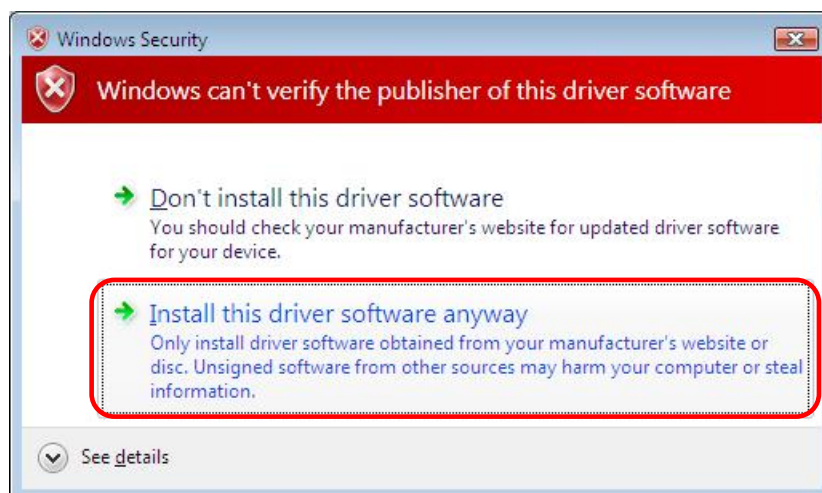 Windows Security
Windows can't verify the publisher of this driver software
Don't install this driver software
You should check your manufacturer's website for updated driver software
for your device.
Install this driver software anyway
Only install driver software obtained from your manufacturer's website or
disc. Unsigned software from other sources may harm your computer or steal
information.
See details